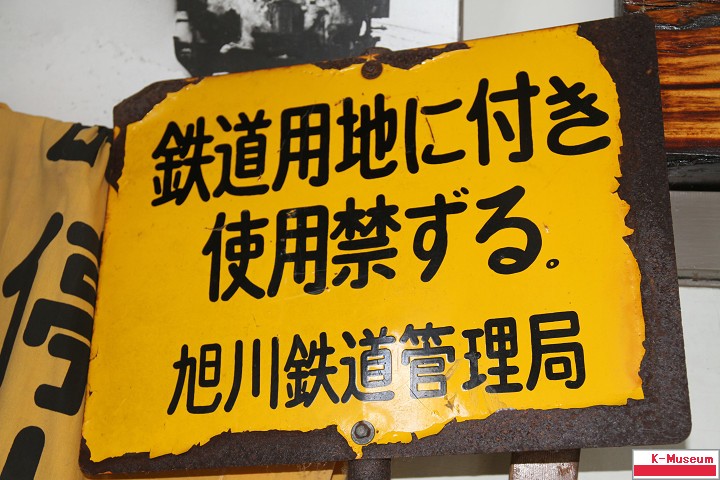 鉄道用地に付き
使用禁ずる。
旭川鉄道管理局
停
K-Museum